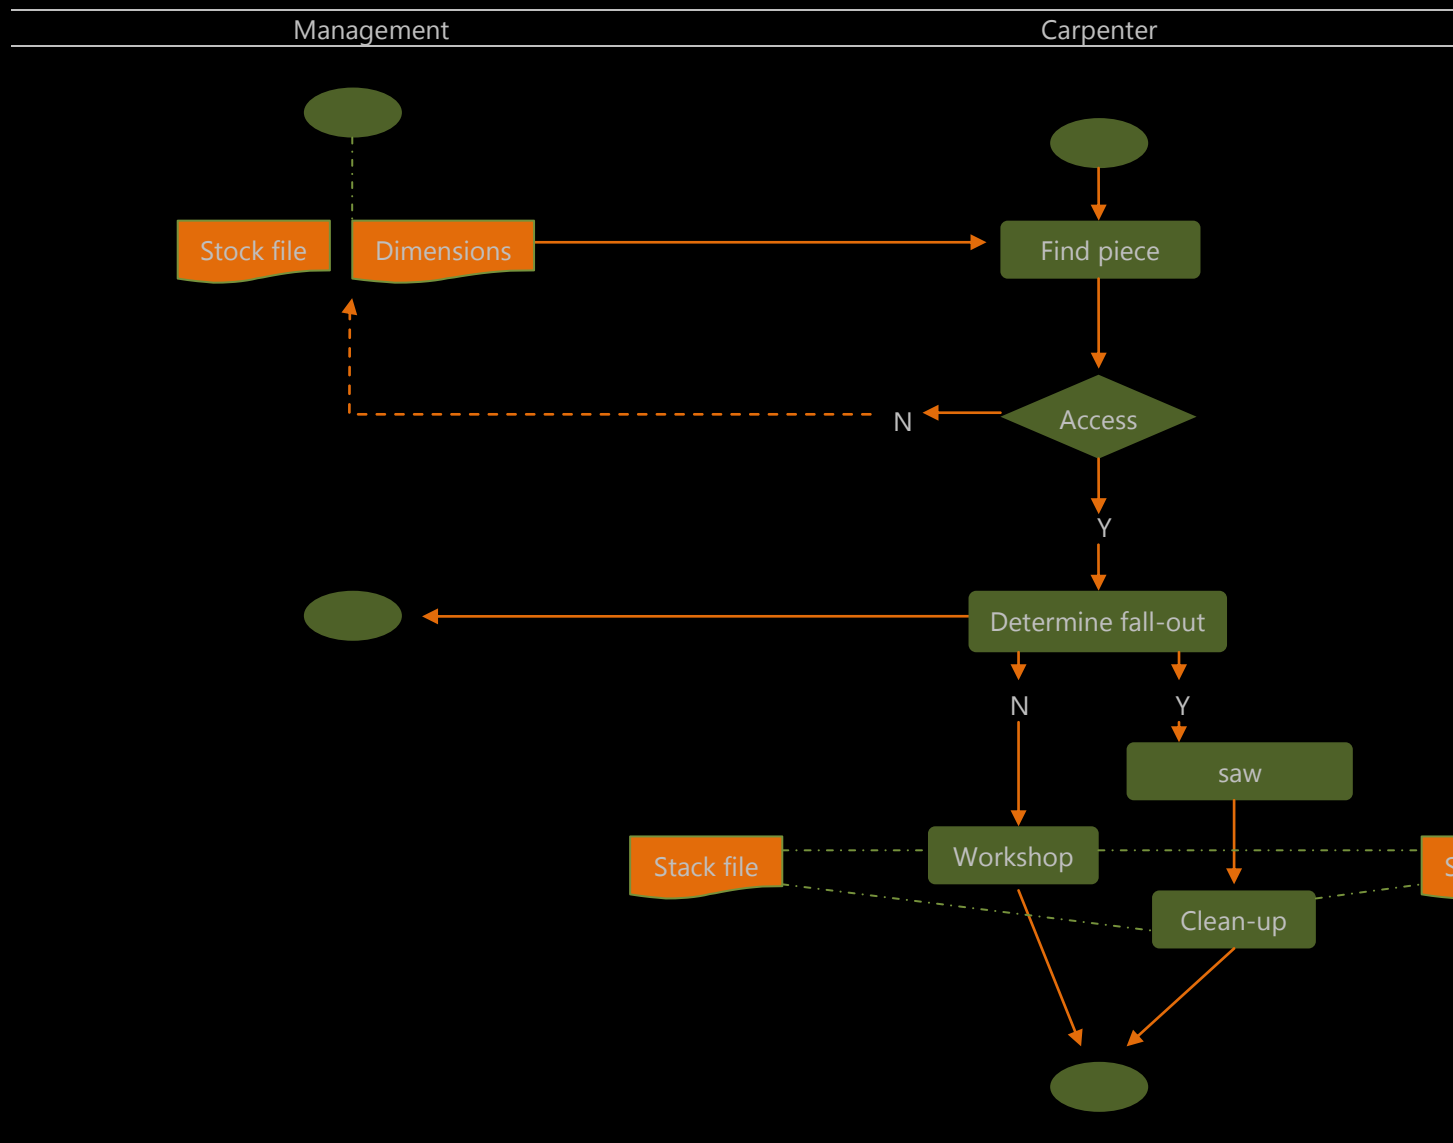 Management
Carpenter
Stock file
Dimensions
Find piece
Access
N
Y
Determine fall-out
N
Y
saw
Stack file
Workshop
Clean-up